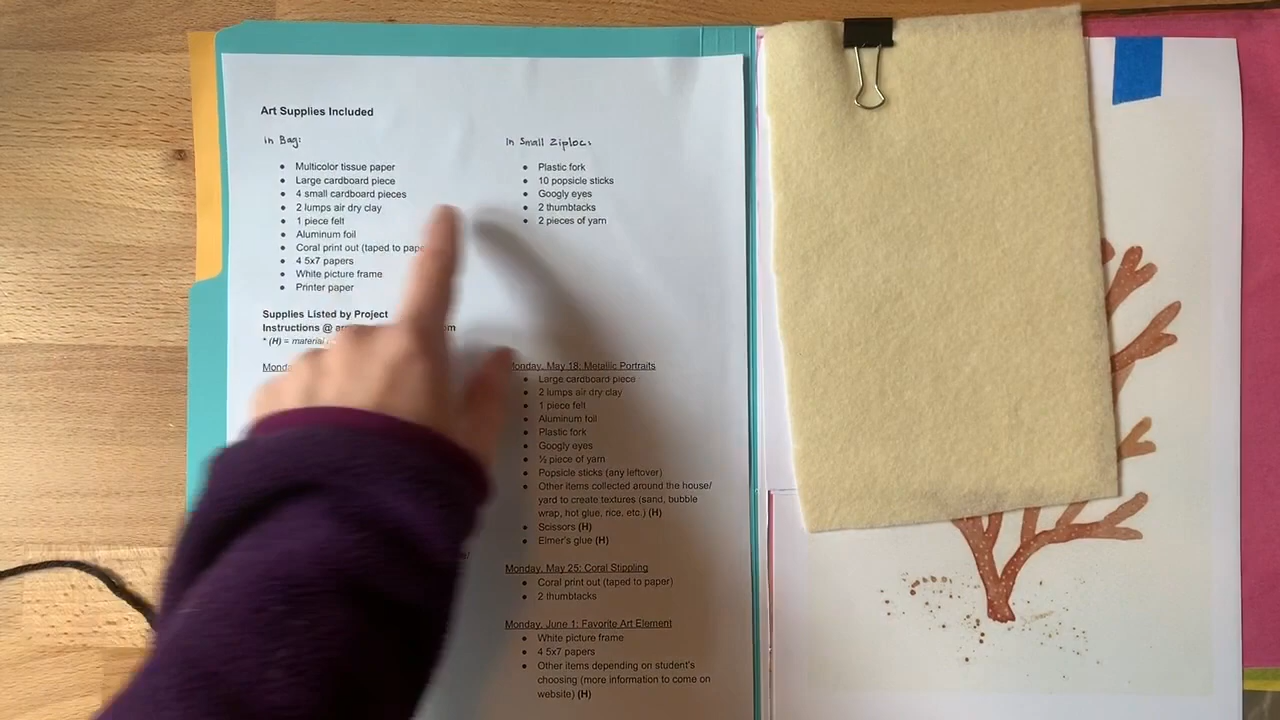 Art Supplies Included
in Bag:
Multicolor tissue paper
Large cardboard piece
4 small cardboard pieces
2 lumps air dry clay
1 piece felt
Aluminum foil
Coral print out (taped to
4 5x7 papers
White picture frame
Printer paper
In Small Ziploc:
Plastic fork
10 popsicle sticks
Googly eyes
2 thumbtacks
2 pieces of yarn
Supplies Listed by Project
Instructions @
* (H) = material
Monday, May 18: Metallic Portraits
Large cardboard piece
2 lumps air dry clay
1 piece felt
Aluminum foil
Plastic fork
Googly eyes
½ piece of yarn
Popsicle sticks (any leftover)
Other items collected around the house/
yard to create textures (sand, bubble
wrap, hot glue, rice, etc.) (H)
Scissors (H)
Elmer's glue (H)
Monday, May 25: Coral Stippling
Coral print out (taped to paper)
2 thumbtacks
Monday, June 1: Favorite Art Element
White picture frame
4 5x7 papers
Other items depending on student's
choosing (more information to come on
website) (H)